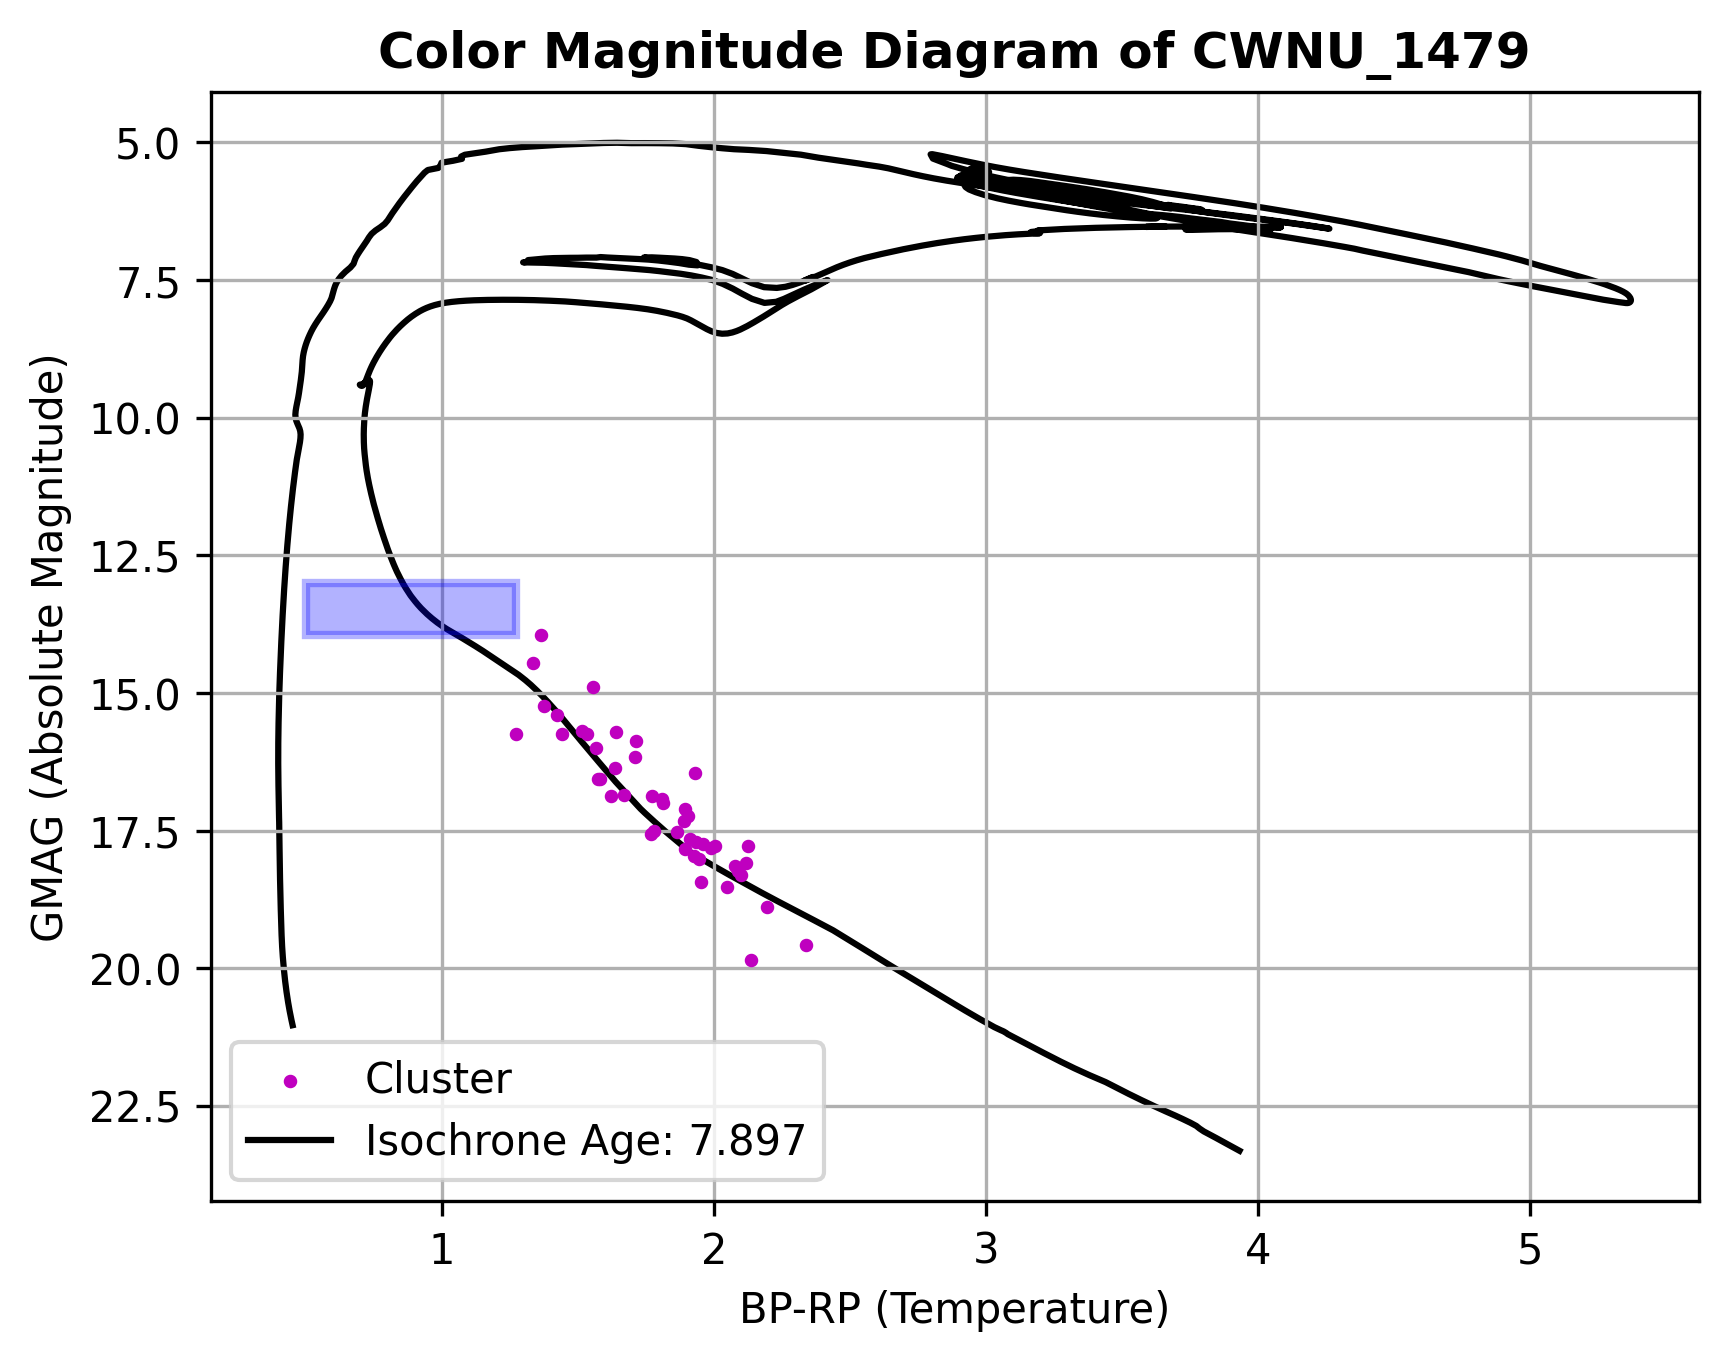 Color Magnitude Diagram of CWNU_1479
GMAG (Absolute Magnitude)
5.0
7.5
10.0
12.5
15.0
17.5
20.0
22.5
Cluster
Isochrone Age: 7.897
1 2 3 4 5
BP-RP (Temperature)